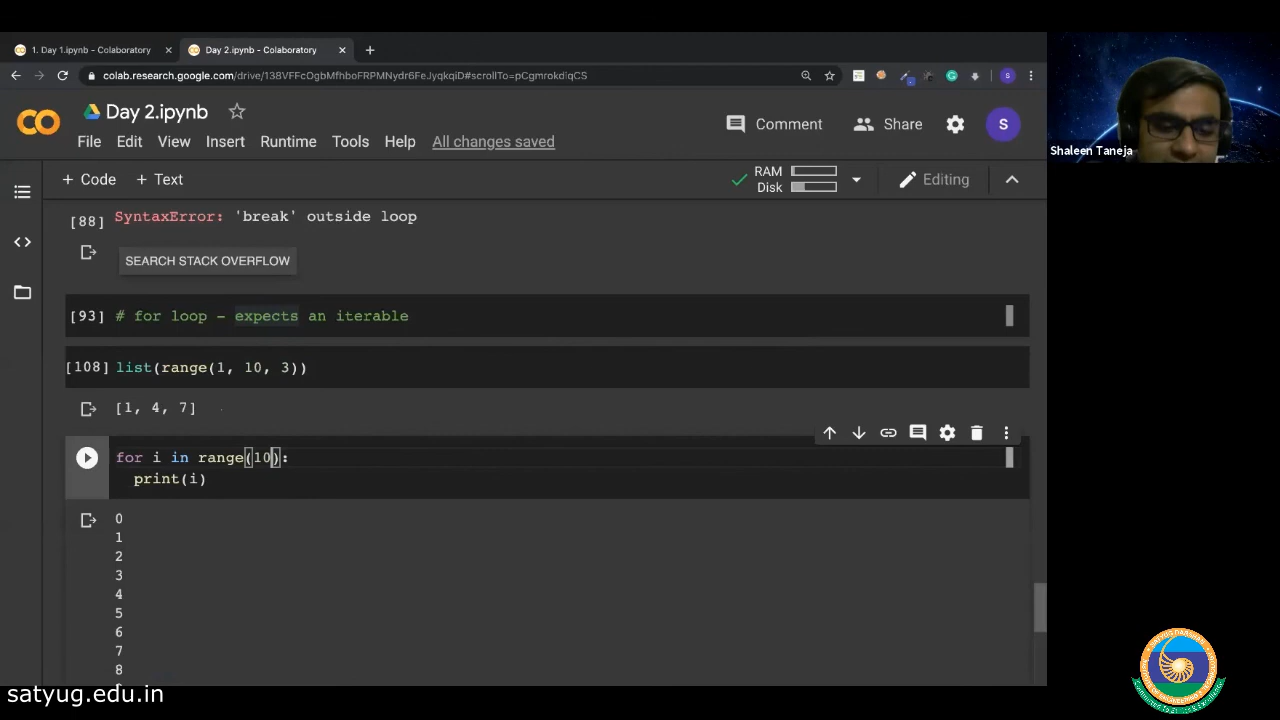 1. Day 1.ipynb - Colaboratory
Day 2.ipynb - Colaboratory
colab.research.google.com/drive/138VFFcOgbMfhboFRPMNydr6FeJyqkqiD#scrollTo=pCgmrokdiqCS
Day 2.ipynb
File Edit View Insert Runtime Tools Help All changes saved
Comment
Share
S
+ Code + Text
RAM
Disk
Editing
[88] SyntaxError: 'break' outside loop
SEARCH STACK OVERFLOW
[93] # for loop - expects an iterable
[108] list(range(1, 10, 3))
[1, 4, 7]
for i in range(10):
print(i)
0
1
2
3
4
5
6
7
8
Shaleen Taneja
satyug.edu.in